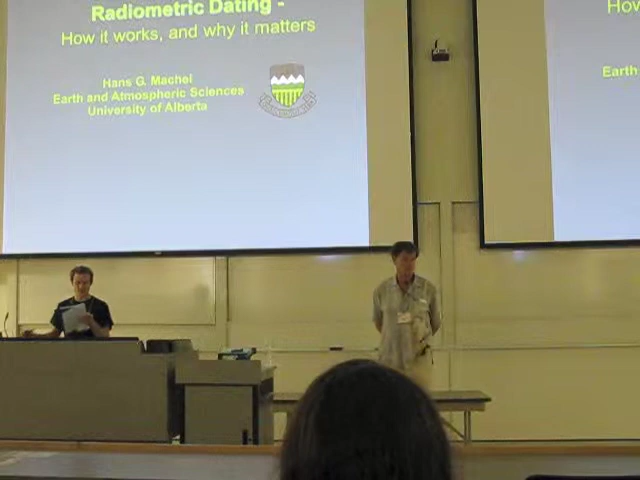 Radiometric Dating -
How it works, and why it matters
Hans G. Machel
Earth and Atmospheric Sciences
University of Alberta
How
Earth